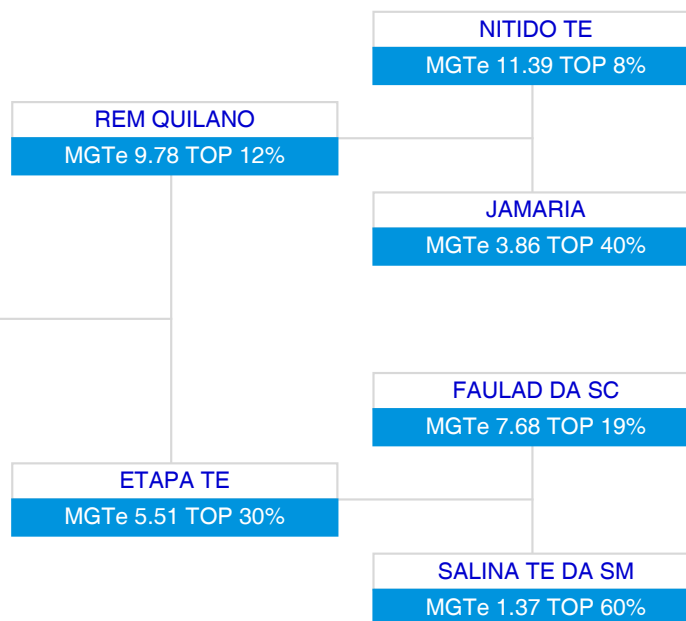 NITIDO TE
MGTe 11.39 TOP 8%
REM QUILANO
MGTe 9.78 TOP 12%
JAMARIA
MGTe 3.86 TOP 40%
FAULAD DA SC
MGTe 7.68 TOP 19%
ETAPA TE
MGTe 5.51 TOP 30%
SALINA TE DA SM
MGTe 1.37 TOP 60%